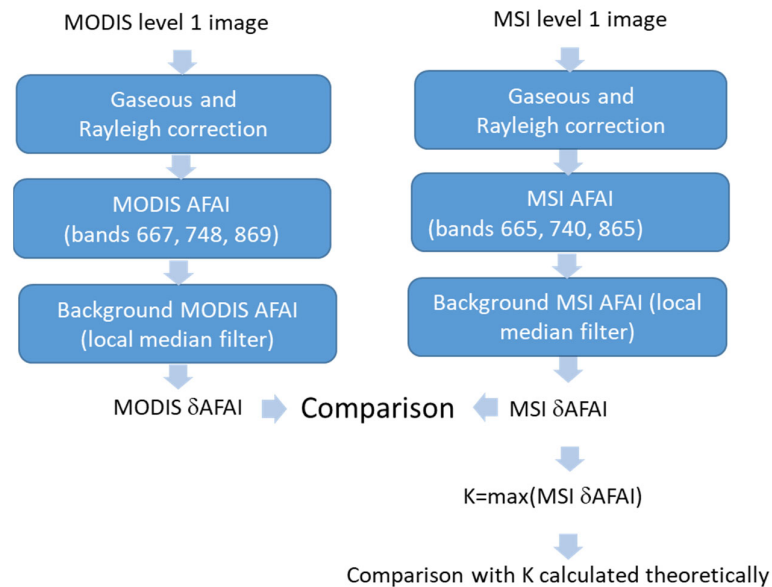 MODIS level 1 image
Gaseous and
Rayleigh correction
MODIS AFAI
(bands 667, 748, 869)
Background MODIS AFAI
(local median filter)
MODIS δAFAI
Comparison
MSI level 1 image
Gaseous and
Rayleigh correction
MSI AFAI
(bands 665, 740, 865)
Background MSI AFAI (local
median filter)
MSI δAFAI
K=max(MSI δAFAI)
Comparison with K calculated theoretically